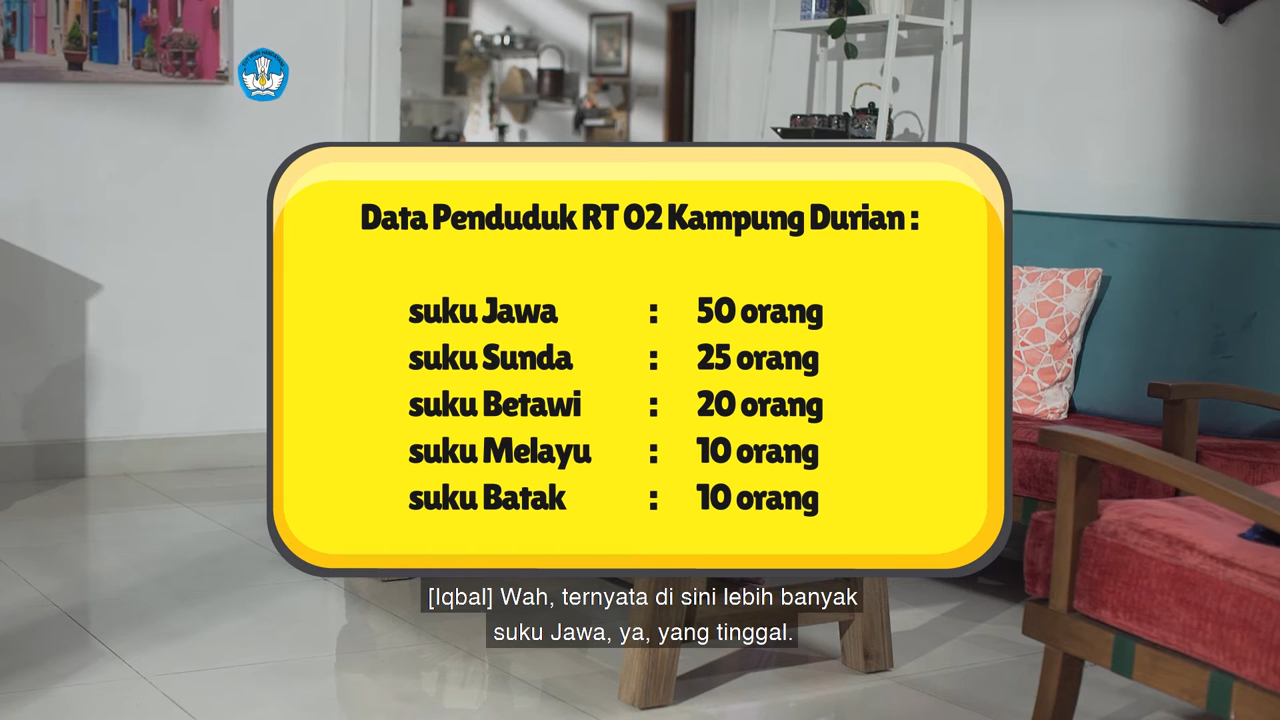 Data Penduduk RT 02 Kampung Durian :
suku Jawa : 50 orang
suku Sunda : 25 orang
suku Betawi : 20 orang
suku Melayu : 10 orang
suku Batak : 10 orang
[Iqbal] Wah, ternyata di sini lebih banyak
suku Jawa, ya, yang tinggal.